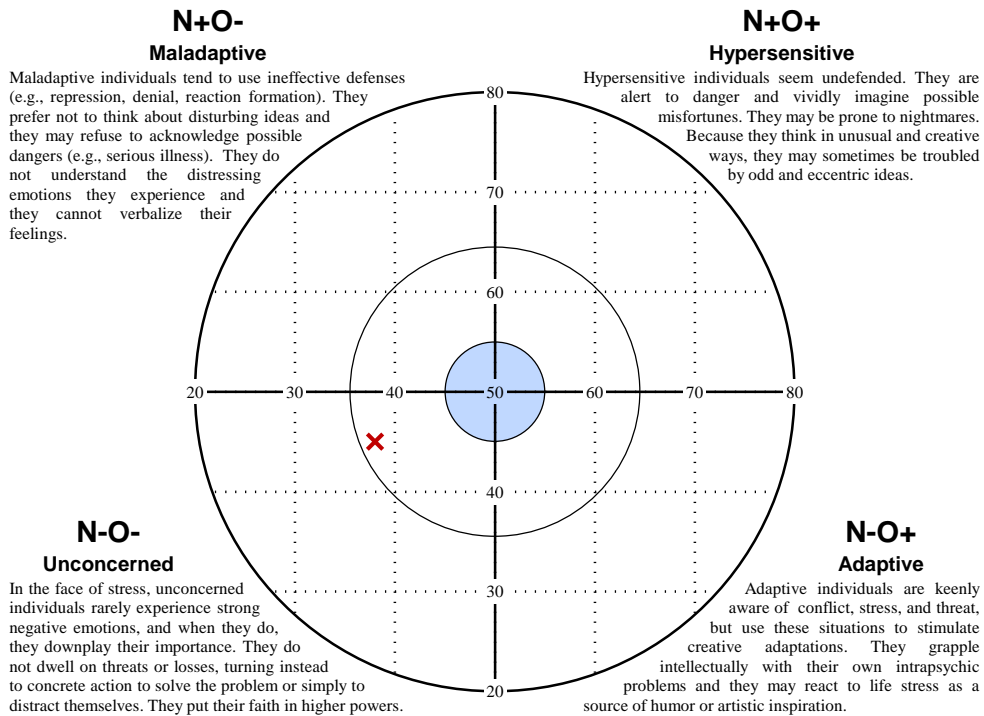 N+O-
Maladaptive
Maladaptive individuals tend to use ineffective defenses
(e.g., repression, denial, reaction formation). They
prefer not to think about disturbing ideas and
they may refuse to acknowledge possible
dangers (e.g., serious illness). They do
not understand the distressing
emotions they experience and
they cannot verbalize their
feelings.
N+O+
Hypersensitive
Hypersensitive individuals seem undefended. They are
alert to danger and vividly imagine possible
misfortunes. They may be prone to nightmares.
Because they think in unusual and creative
ways, they may sometimes be troubled
by odd and eccentric ideas.
80
70
60
20 30 40 50 60 70 80
40
30
20
N-O-
Unconcerned
In the face of stress, unconcerned
individuals rarely experience strong
negative emotions, and when they do,
they downplay their importance. They do
not dwell on threats or losses, turning instead
to concrete action to solve the problem or simply to
distract themselves. They put their faith in higher powers.
N-O+
Adaptive
Adaptive individuals are keenly
aware of conflict, stress, and threat,
but use these situations to stimulate
creative adaptations. They grapple
intellectually with their own intrapsychic
problems and they may react to life stress as a
source of humor or artistic inspiration.